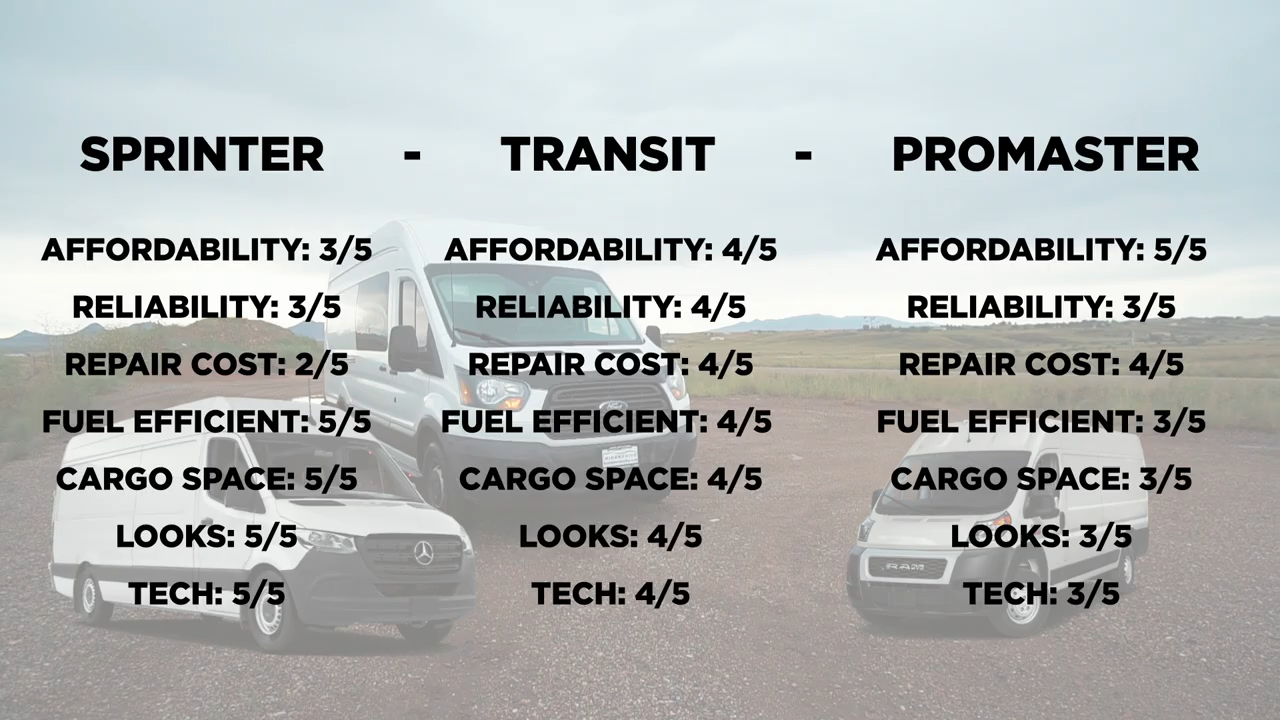 SPRINTER - TRANSIT - PROMASTER
AFFORDABILITY: 3/5 AFFORDABILITY: 4/5 AFFORDABILITY: 5/5
RELIABILITY: 3/5 RELIABILITY: 4/5 RELIABILITY: 3/5
REPAIR COST: 2/5 REPAIR COST: 4/5 REPAIR COST: 4/5
FUEL EFFICIENT: 5/5 FUEL EFFICIENT: 4/5 FUEL EFFICIENT: 3/5
CARGO SPACE: 5/5 CARGO SPACE: 4/5 CARGO SPACE: 3/5
LOOKS: 5/5 LOOKS: 4/5 LOOKS: 3/5
TECH: 5/5 TECH: 4/5 TECH: 3/5
Ford
RAM